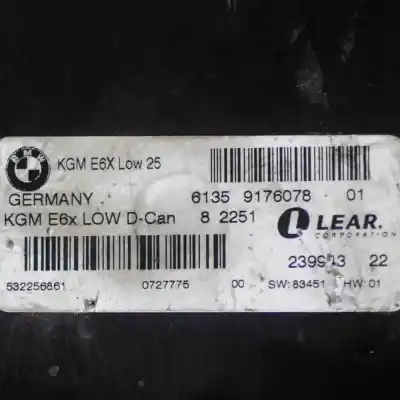 BMW
KGM E6X Low 25
GERMANY 6135 9176078 - 01
KGM E6x LOW D-Can 8 2251
LEAR.
CORPORATION
22
532256861 0727775 00 SW: 83451 HW: 01